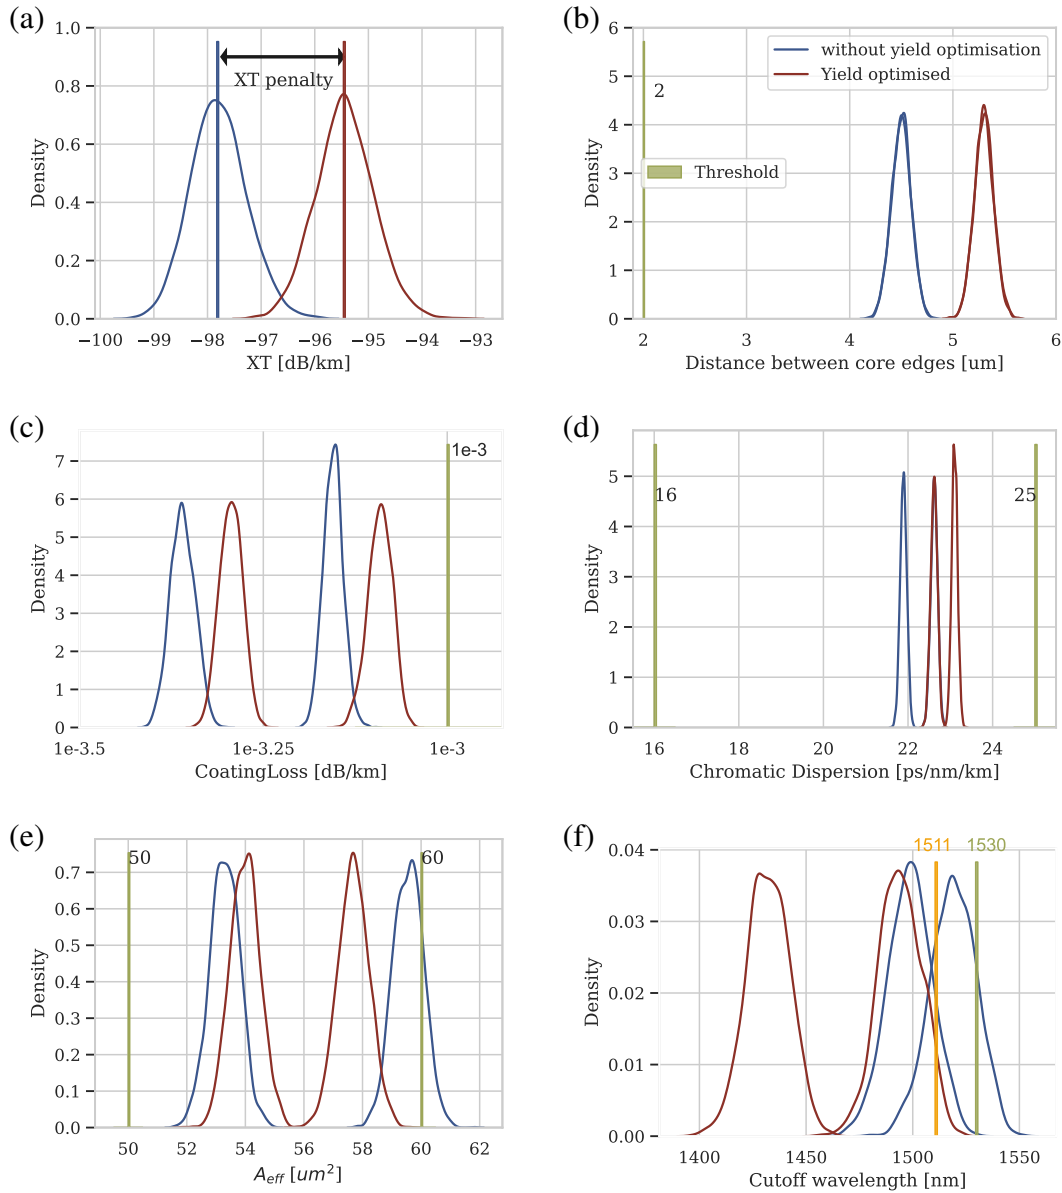 (a)
1.0
0.8
0.6
0.4
0.2
0.0
Density
XT penalty
−100 −99 −98 −97 −96 −95 −94 −93
XT [dB/km]
(b)
6
5
4
3
2
1
0
Density
without yield optimisation
Yield optimised
2
Threshold
2 3 4 5 6
Distance between core edges [um]
(c)
7
6
5
4
3
2
1
0
Density
1e-3
1e-3.5 1e-3.25 1e-3
CoatingLoss [dB/km]
(d)
5
4
3
2
1
0
Density
16 25
16 18 20 22 24
Chromatic Dispersion [ps/nm/km]
(e)
0.7
0.6
0.5
0.4
0.3
0.2
0.1
0.0
Density
50 60
50 52 54 56 58 60 62
A_eff [um²]
(f)
0.04
0.03
0.02
0.01
0.00
Density
1511 1530
1400 1450 1500 1550
Cutoff wavelength [nm]